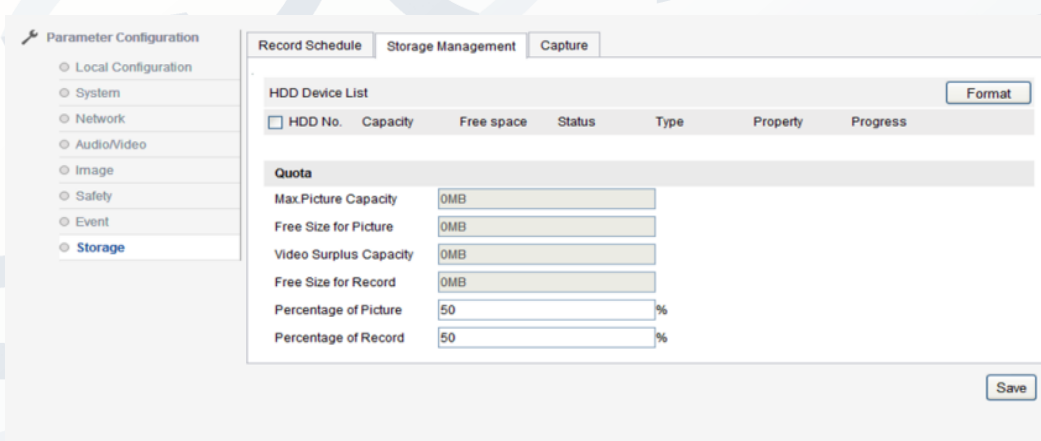 Parameter Configuration
Local Configuration
System
Network
Audio/Video
Image
Safety
Event
Storage
Record Schedule Storage Management Capture
HDD Device List Format
HDD No. Capacity Free space Status Type Property Progress
Quota
Max.Picture Capacity 0MB
Free Size for Picture 0MB
Video Surplus Capacity 0MB
Free Size for Record 0MB
Percentage of Picture 50 %
Percentage of Record 50 %
Save